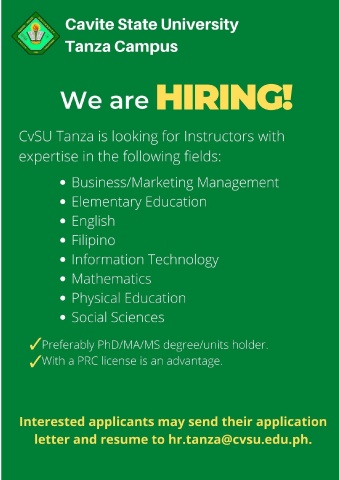 Cavite State University
Tanza Campus
We are HIRING!
CvSU Tanza is looking for Instructors with
expertise in the following fields:
• Business/Marketing Management
• Elementary Education
• English
• Filipino
• Information Technology
• Mathematics
• Physical Education
• Social Sciences
✓Preferably PhD/MA/MS degree/units holder.
✓With a PRC license is an advantage.
Interested applicants may send their application
letter and resume to hr.tanza@cvsu.edu.ph.